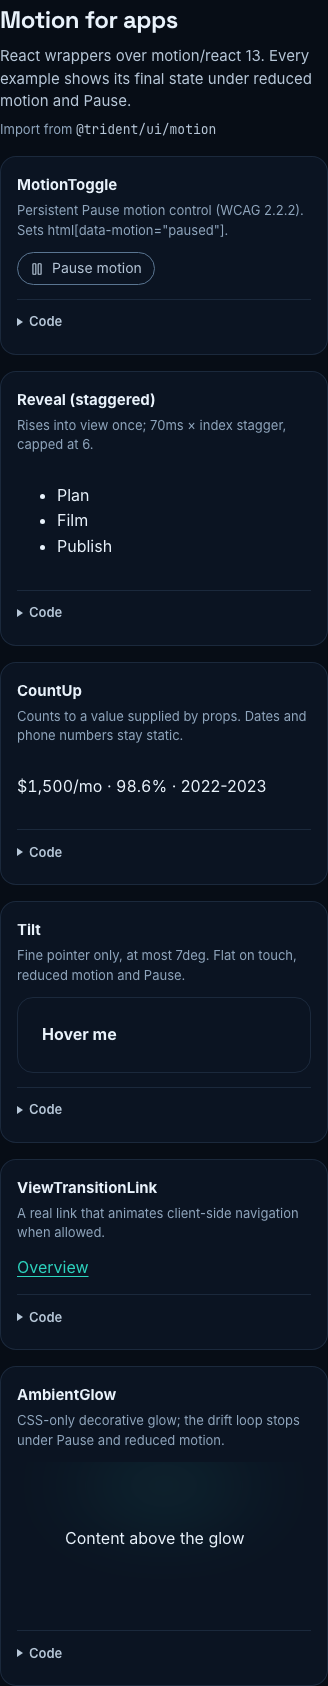 Motion for apps
React wrappers over motion/react 13. Every
example shows its final state under reduced
motion and Pause.
Import from @trident/ui/motion
MotionToggle
Persistent Pause motion control (WCAG 2.2.2).
Sets html[data-motion="paused"].
Pause motion
Code
Reveal (staggered)
Rises into view once; 70ms × index stagger,
capped at 6.
• Plan
• Film
• Publish
Code
CountUp
Counts to a value supplied by props. Dates and
phone numbers stay static.
$1,500/mo · 98.6% · 2022-2023
Code
Tilt
Fine pointer only, at most 7deg. Flat on touch,
reduced motion and Pause.
Hover me
Code
ViewTransitionLink
A real link that animates client-side navigation
when allowed.
Overview
Code
AmbientGlow
CSS-only decorative glow; the drift loop stops
under Pause and reduced motion.
Content above the glow
Code